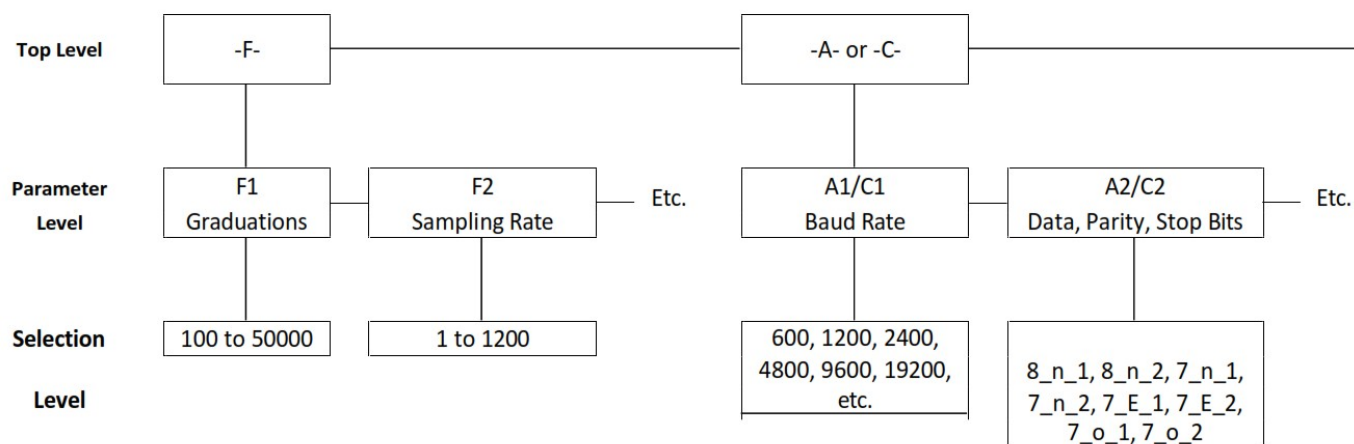 Top Level
-F-
-A- or -C-
Parameter
Level
F1
Graduations
F2
Sampling Rate
Etc.
A1/C1
Baud Rate
A2/C2
Data, Parity, Stop Bits
Etc.
Selection
Level
100 to 50000
1 to 1200
600, 1200, 2400,
4800, 9600, 19200,
etc.
8_n_1, 8_n_2, 7_n_1,
7_n_2, 7_E_1, 7_E_2,
7_o_1, 7_o_2